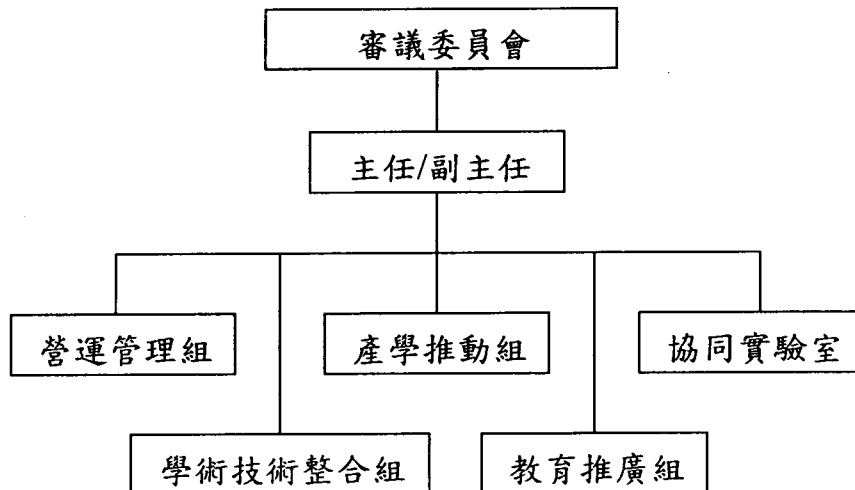 審議委員會
主任/副主任
營運管理組
產學推動組
協同實驗室
學術技術整合組
教育推廣組